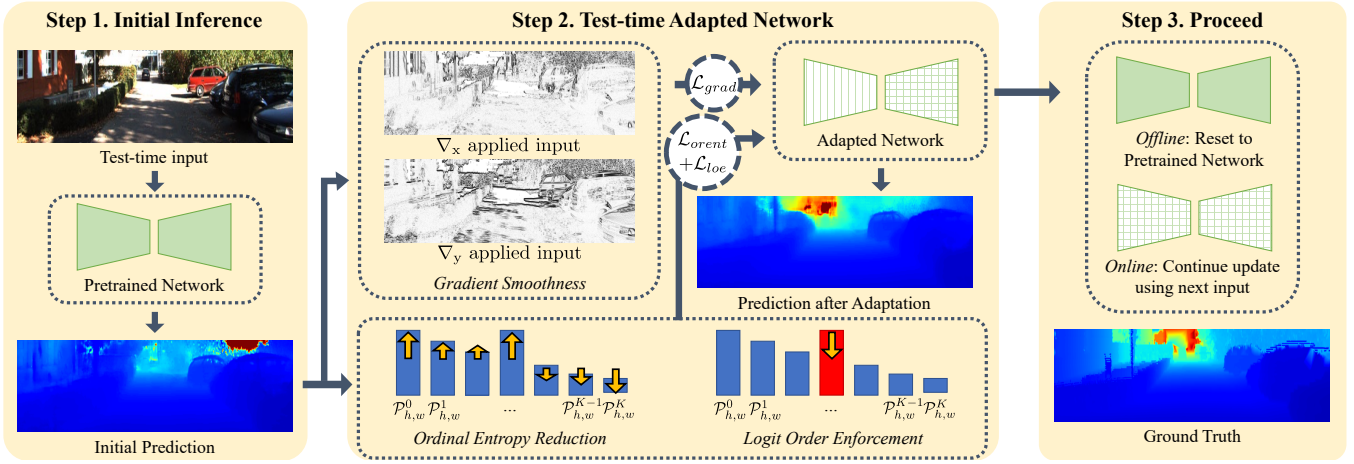 Step 1. Initial Inference
Test-time input
Pretrained Network
Initial Prediction
Step 2. Test-time Adapted Network
∇x applied input
∇y applied input
Gradient Smoothness
ℒgrad
ℒorent
+ℒloe
Adapted Network
Prediction after Adaptation
𝒫⁰h,w 𝒫¹h,w ... 𝒫ᴷ⁻¹h,w 𝒫ᴷh,w
Ordinal Entropy Reduction
𝒫⁰h,w 𝒫¹h,w ... 𝒫ᴷ⁻¹h,w 𝒫ᴷh,w
Logit Order Enforcement
Step 3. Proceed
Offline: Reset to
Pretrained Network
Online: Continue update
using next input
Ground Truth